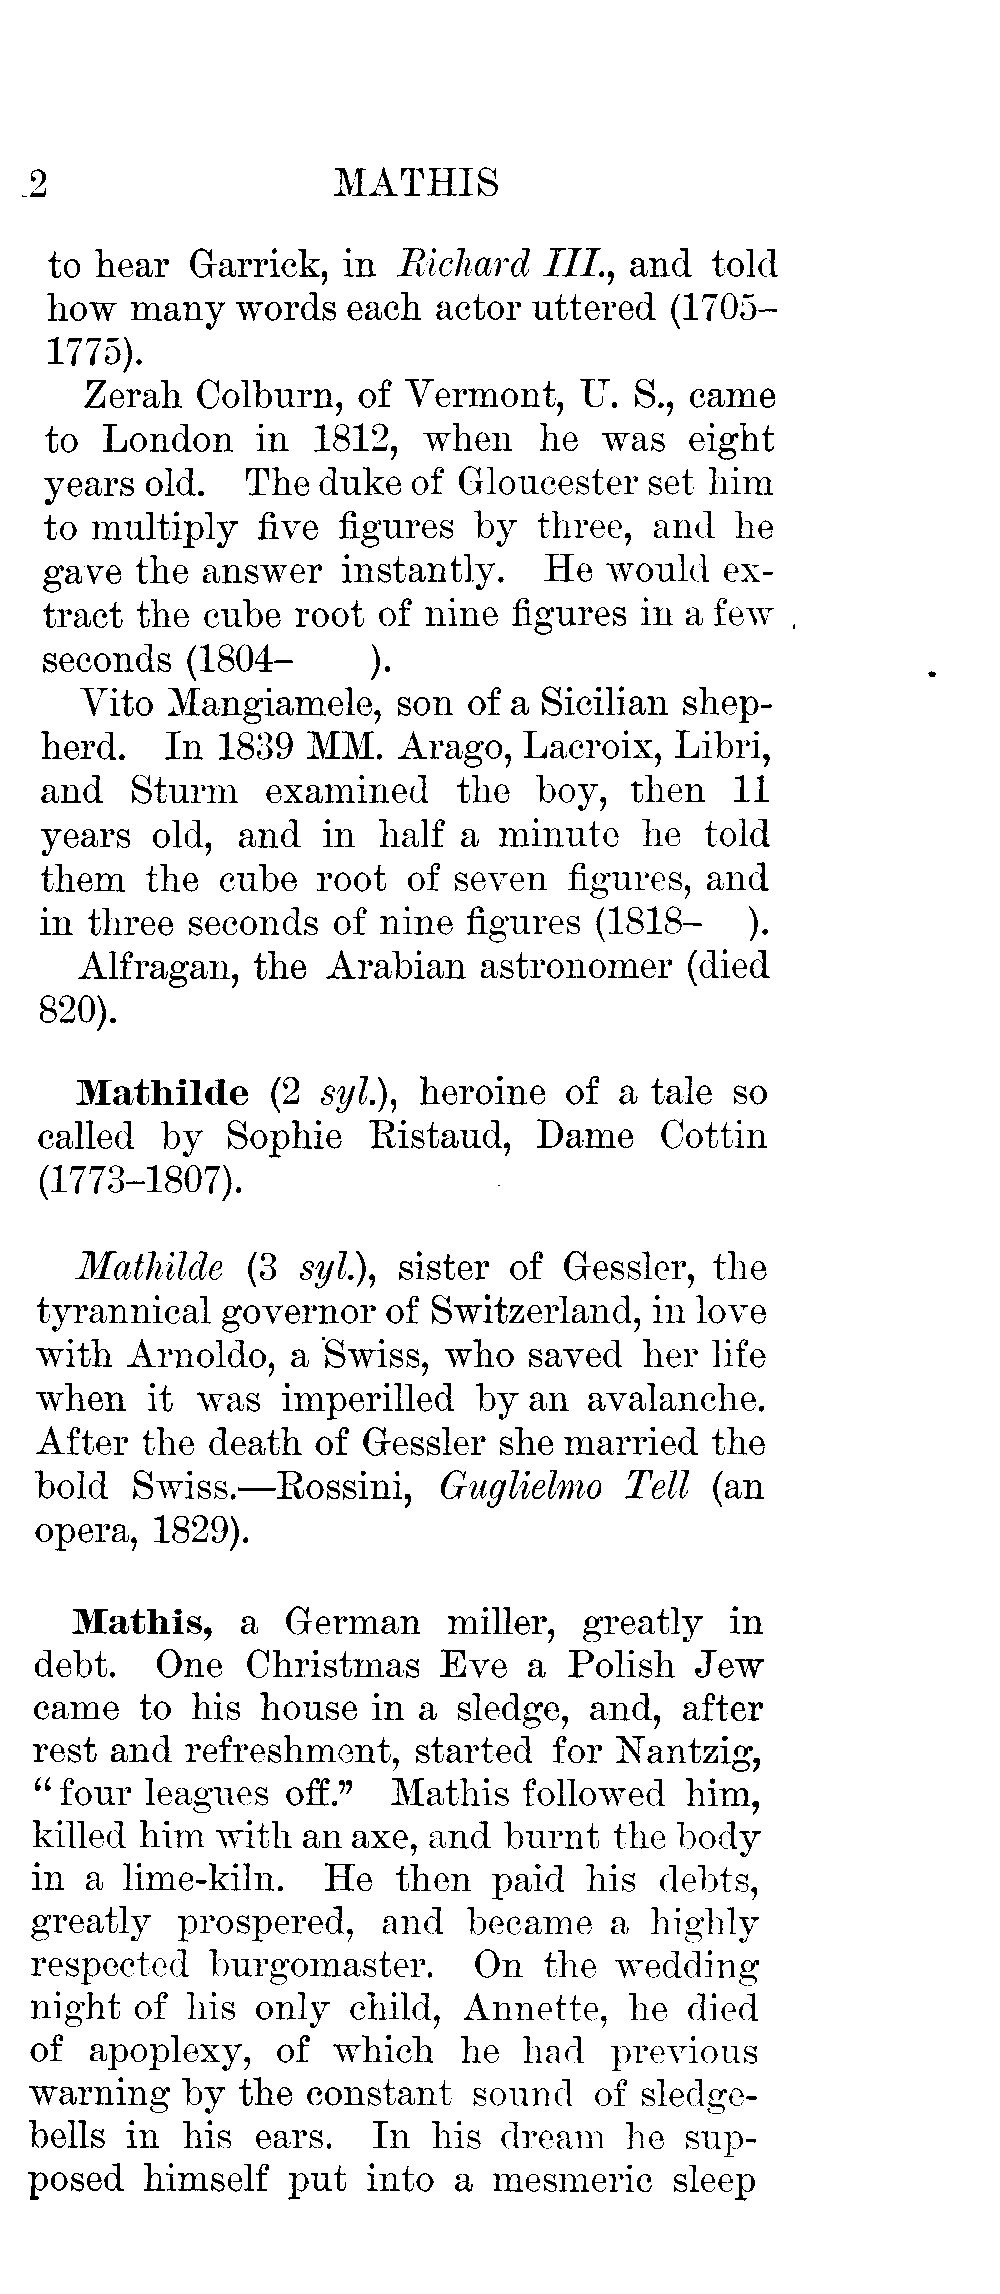 2 MATHIS
to hear Garrick, in Richard III., and told
how many words each actor uttered (1705–
1775).
Zerah Colburn, of Vermont, U. S., came
to London in 1812, when he was eight
years old. The duke of Gloucester set him
to multiply five figures by three, and he
gave the answer instantly. He would ex-
tract the cube root of nine figures in a few
seconds (1804– ).
Vito Mangiamele, son of a Sicilian shep-
herd. In 1839 MM. Arago, Lacroix, Libri,
and Sturm examined the boy, then 11
years old, and in half a minute he told
them the cube root of seven figures, and
in three seconds of nine figures (1818– ).
Alfragan, the Arabian astronomer (died
820).
Mathilde (2 syl.), heroine of a tale so
called by Sophie Ristaud, Dame Cottin
(1773–1807).
Mathilde (3 syl.), sister of Gessler, the
tyrannical governor of Switzerland, in love
with Arnoldo, a Swiss, who saved her life
when it was imperilled by an avalanche.
After the death of Gessler she married the
bold Swiss.—Rossini, Guglielmo Tell (an
opera, 1829).
Mathis, a German miller, greatly in
debt. One Christmas Eve a Polish Jew
came to his house in a sledge, and, after
rest and refreshment, started for Nantzig,
“four leagues off.” Mathis followed him,
killed him with an axe, and burnt the body
in a lime-kiln. He then paid his debts,
greatly prospered, and became a highly
respected burgomaster. On the wedding
night of his only child, Annette, he died
of apoplexy, of which he had previous
warning by the constant sound of sledge-
bells in his ears. In his dream he sup-
posed himself put into a mesmeric sleep